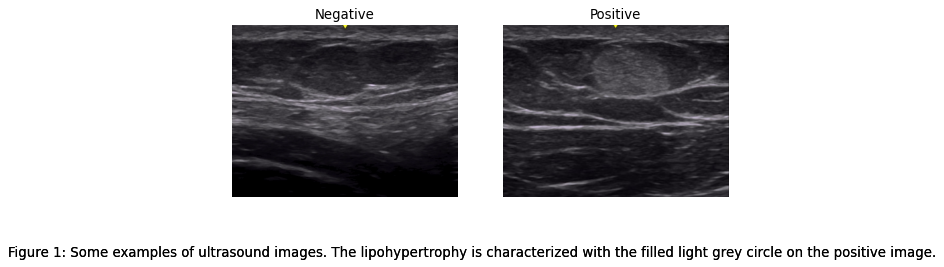 Negative
Positive
Figure 1: Some examples of ultrasound images. The lipohypertrophy is characterized with the filled light grey circle on the positive image.